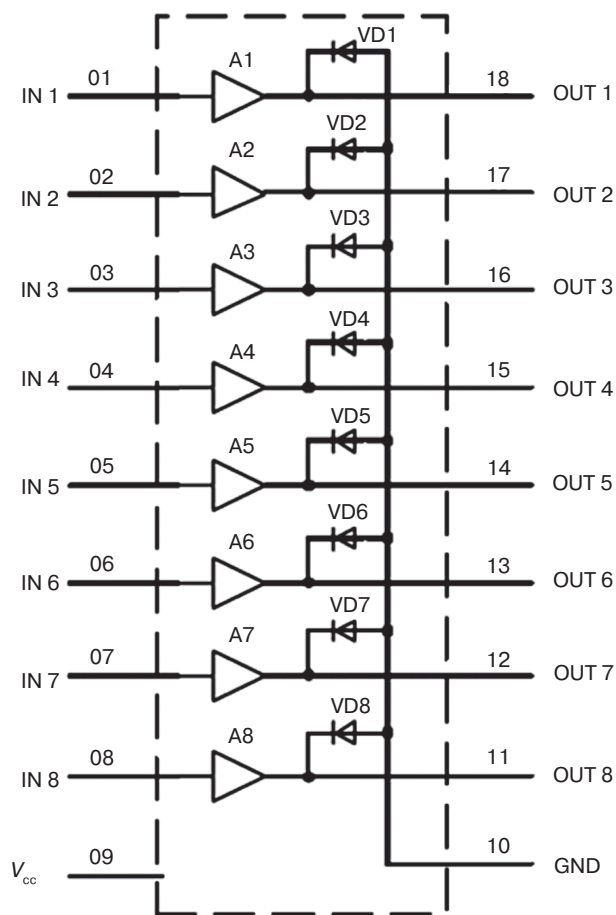 VD1
A1
IN 1 01 18 OUT 1
VD2
A2
IN 2 02 17 OUT 2
VD3
A3
IN 3 03 16 OUT 3
VD4
A4
IN 4 04 15 OUT 4
VD5
A5
IN 5 05 14 OUT 5
VD6
A6
IN 6 06 13 OUT 6
VD7
A7
IN 7 07 12 OUT 7
VD8
A8
IN 8 08 11 OUT 8
Vcc 09 10 GND